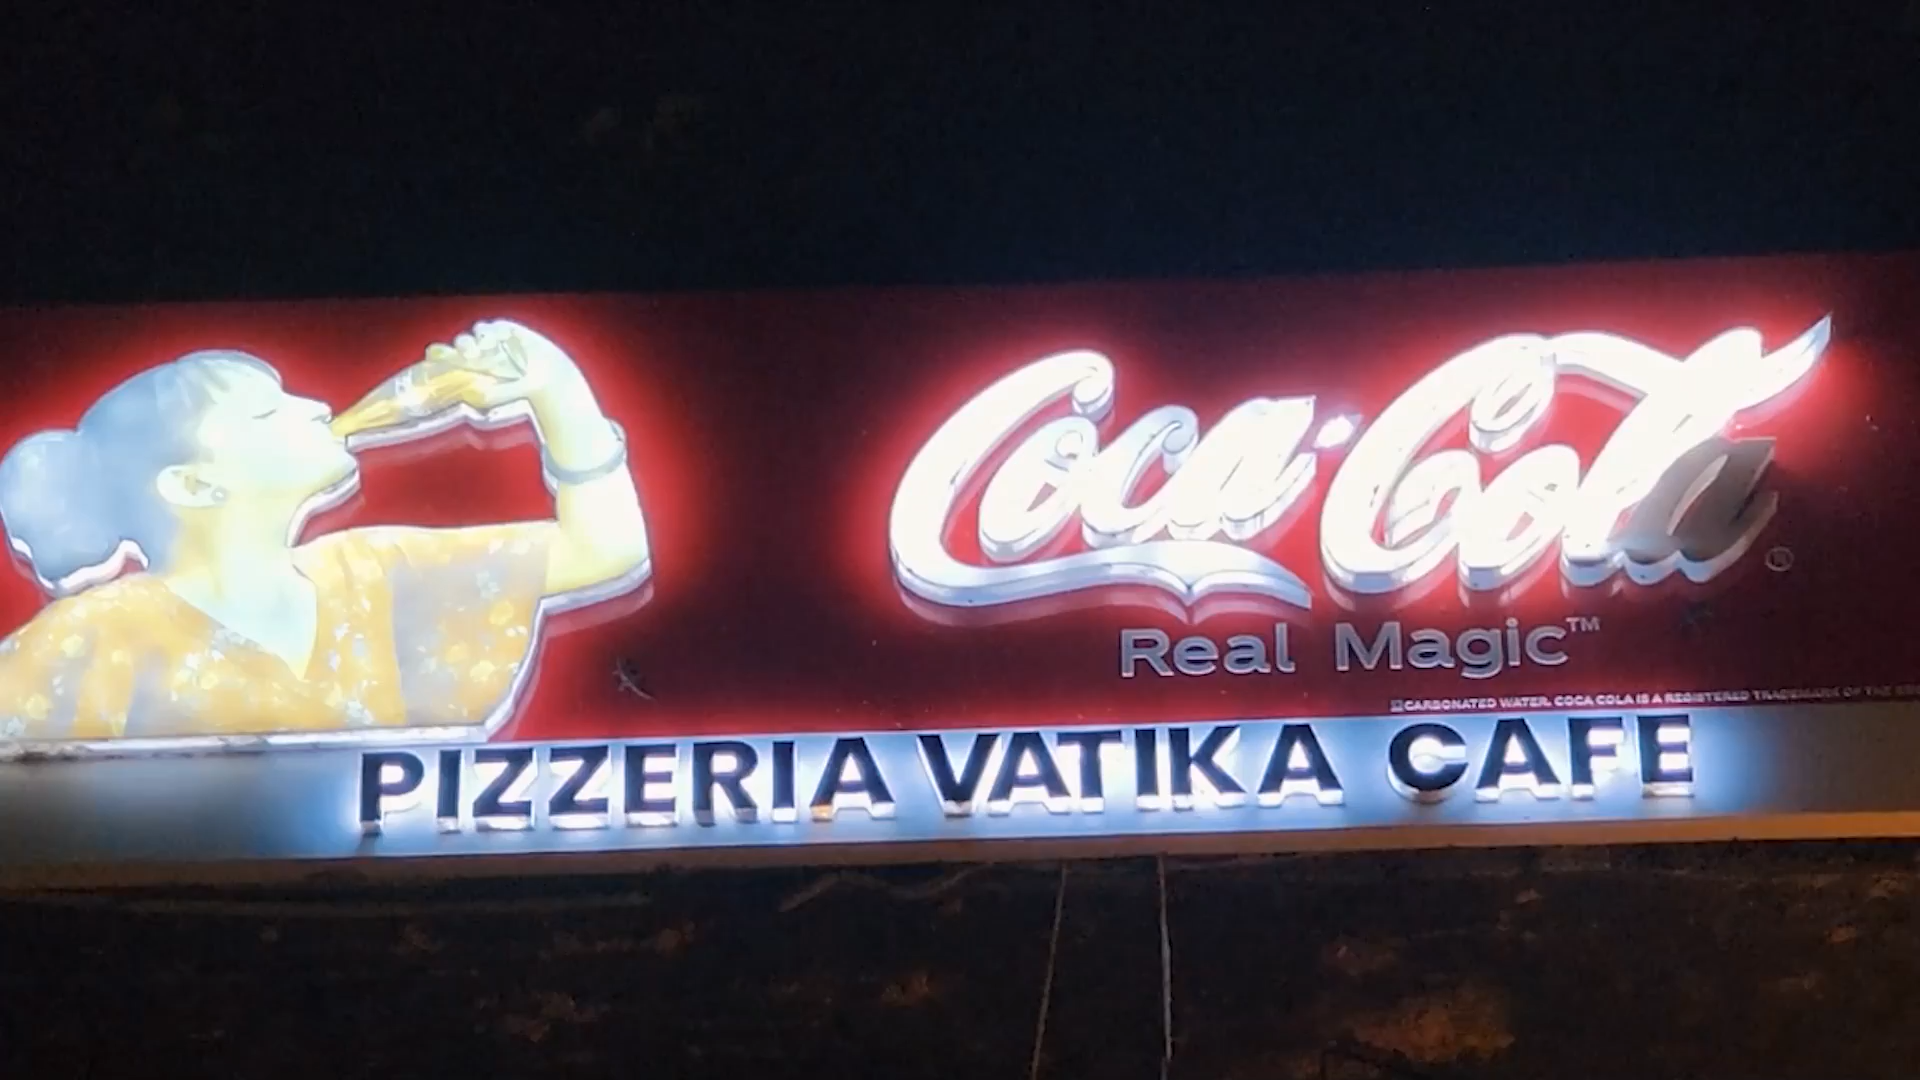 Coca-Cola
®
Real Magic™
CARBONATED WATER. COCA COLA IS A REGISTERED TRADEMARK OF THE
PIZZERIA VATIKA CAFE